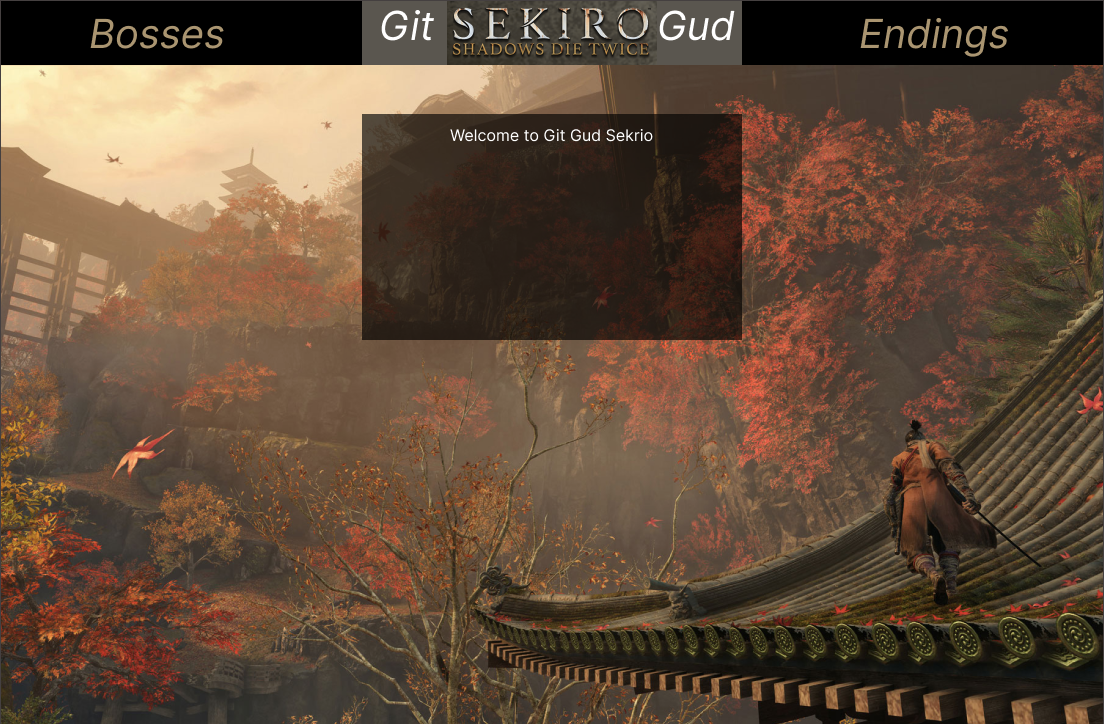 Bosses
Git SEKIRO Gud
SHADOWS DIE TWICE
Endings
Welcome to Git Gud Sekrio